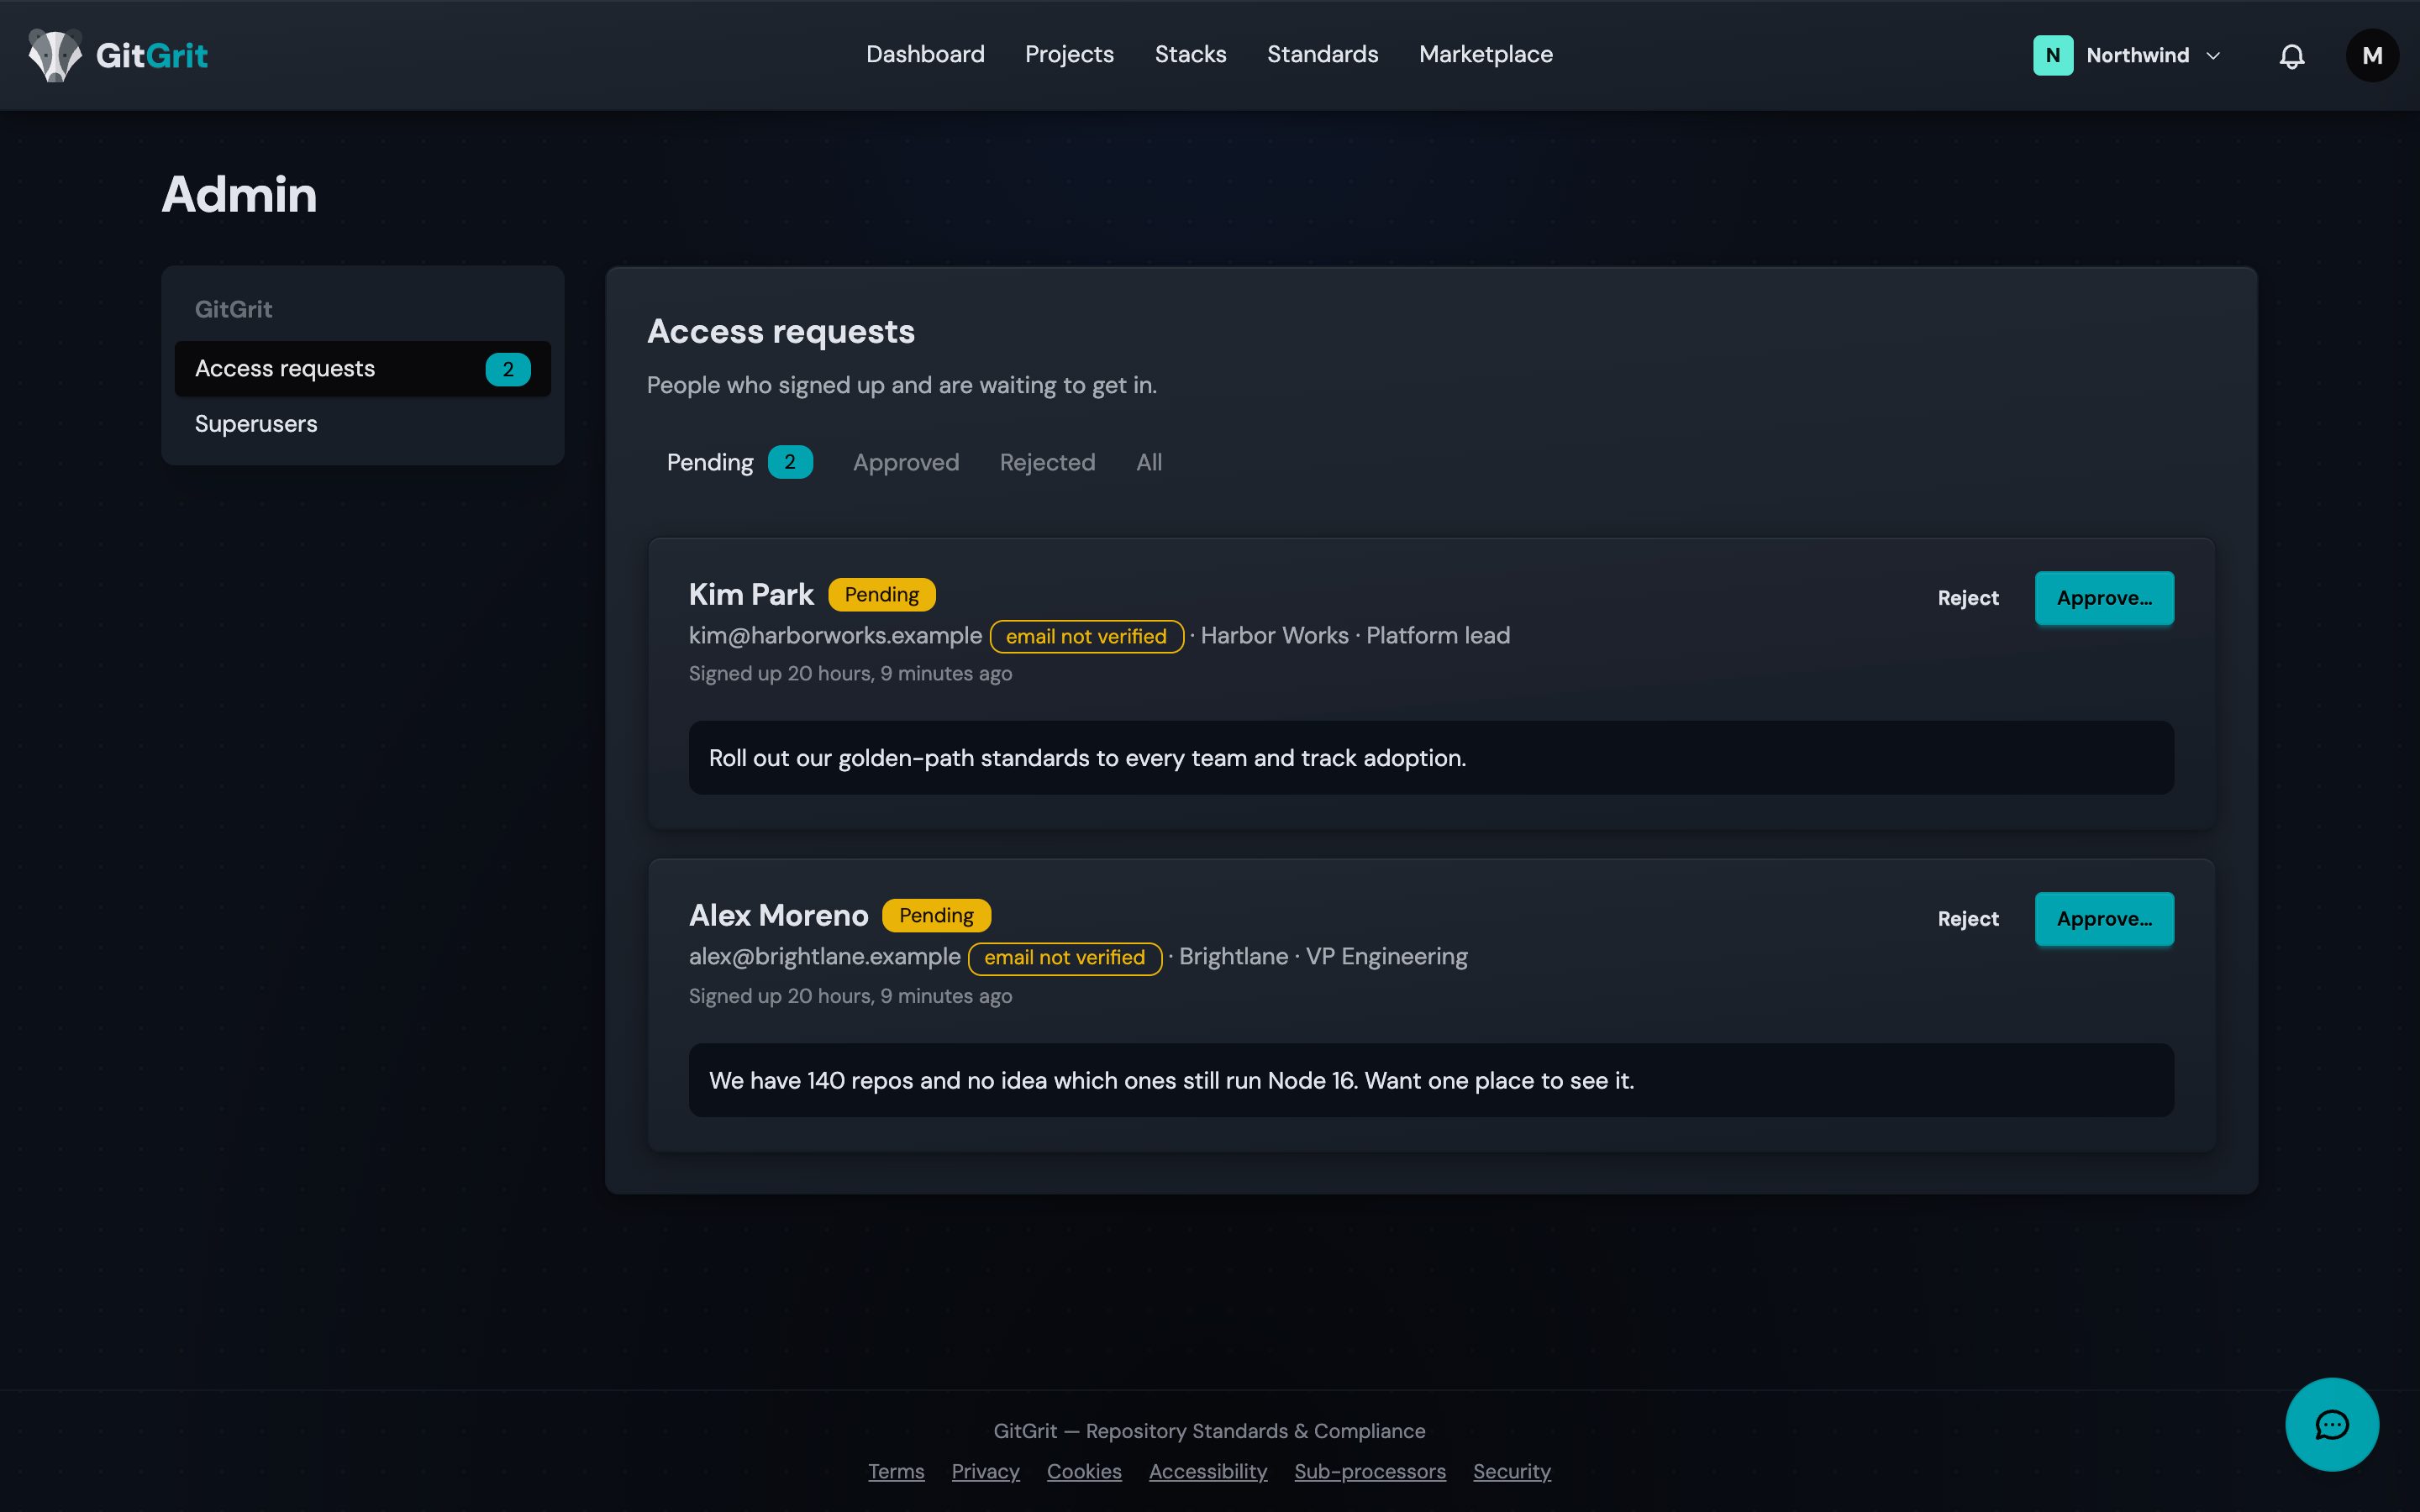 GitGrit
Dashboard Projects Stacks Standards Marketplace
N Northwind
M
Admin
GitGrit
Access requests 2
Superusers
Access requests
People who signed up and are waiting to get in.
Pending 2 Approved Rejected All
Kim Park Pending
Reject Approve...
kim@harborworks.example email not verified · Harbor Works · Platform lead
Signed up 20 hours, 9 minutes ago
Roll out our golden-path standards to every team and track adoption.
Alex Moreno Pending
Reject Approve...
alex@brightlane.example email not verified · Brightlane · VP Engineering
Signed up 20 hours, 9 minutes ago
We have 140 repos and no idea which ones still run Node 16. Want one place to see it.
GitGrit — Repository Standards & Compliance
Terms Privacy Cookies Accessibility Sub-processors Security